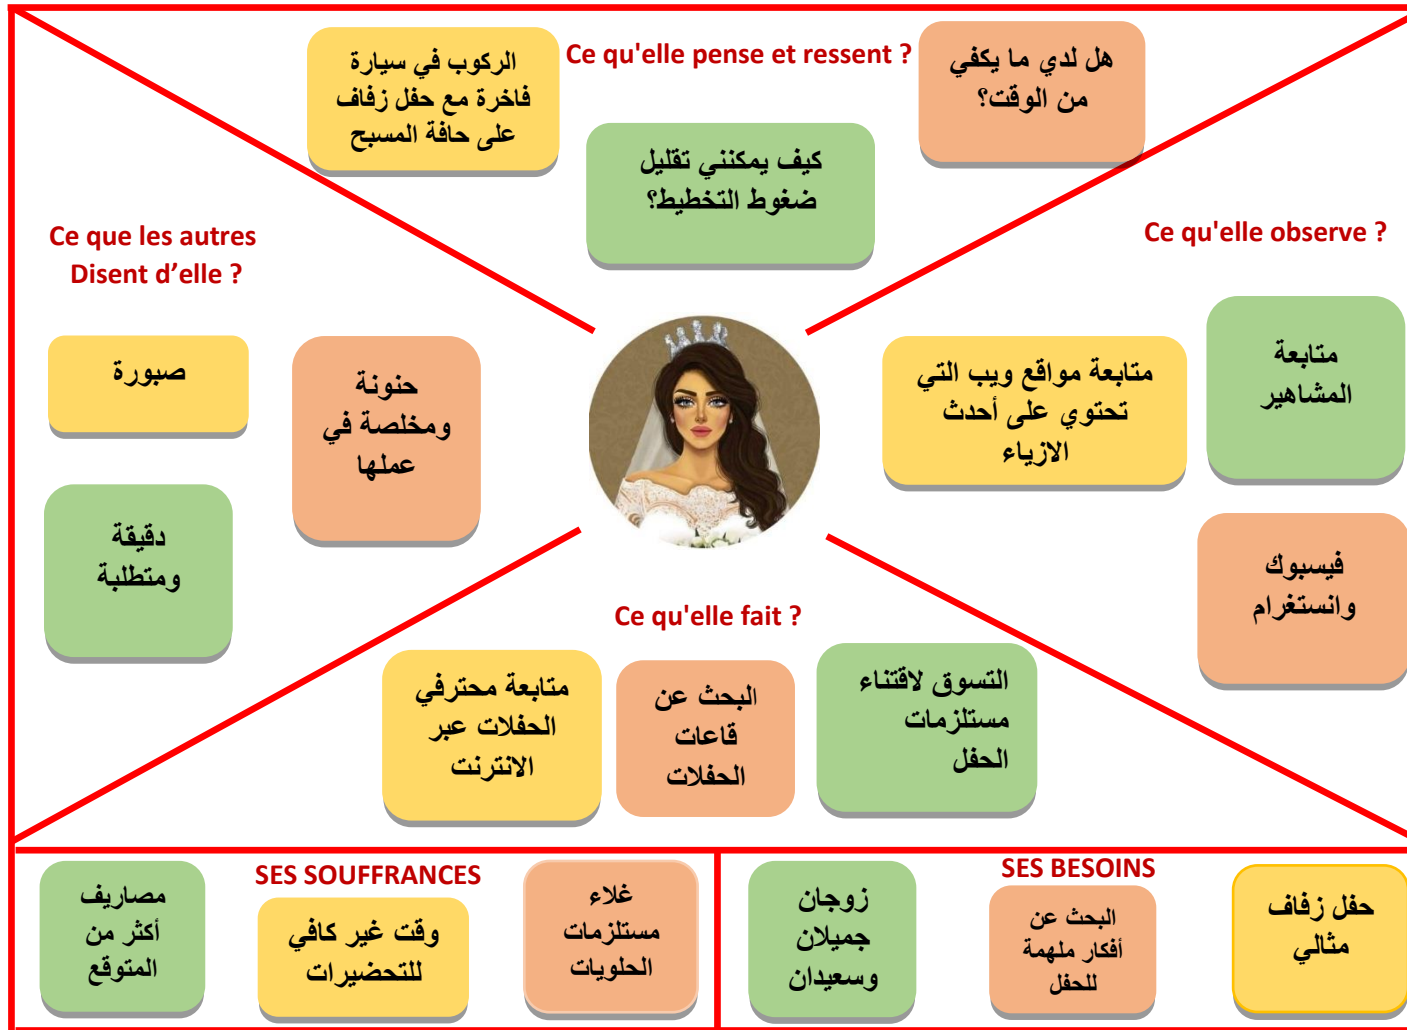 Ce qu'elle pense et ressent ?
الركوب في سيارة
فاخرة مع حفل زفاف
على حافة المسبح
كيف يمكنني تقليل
ضغوط التخطيط؟
هل لدي ما يكفي
من الوقت؟
Ce que les autres
Disent d’elle ?
صبورة
حنونة
ومخلصة في
عملها
دقيقة
ومتطلبة
Ce qu'elle observe ?
متابعة
المشاهير
متابعة مواقع ويب التي
تحتوي على أحدث
الازياء
فيسبوك
وانستغرام
Ce qu'elle fait ?
متابعة محترفي
الحفلات عبر
الانترنت
البحث عن
قاعات
الحفلات
التسوق لاقتناء
مستلزمات
الحفل
SES SOUFFRANCES
مصاريف
أكثر من
المتوقع
وقت غير كافي
للتحضيرات
غلاء
مستلزمات
الحلويات
SES BESOINS
زوجان
جميلان
وسعيدان
البحث عن
أفكار ملهمة
للحفل
حفل زفاف
مثالي